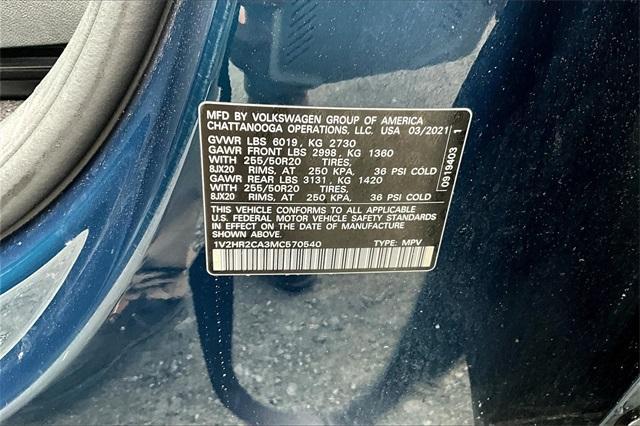 MFD BY VOLKSWAGEN GROUP OF AMERICA
CHATTANOOGA OPERATIONS, LLC. USA 03/2021
GVWR LBS 6019, KG 2730
GAWR FRONT LBS 2998, KG 1360
WITH 255/50R20 TIRES,
8JX20 RIMS, AT 250 KPA, 36 PSI COLD
GAWR REAR LBS 3131, KG 1420
WITH 255/50R20 TIRES,
8JX20 RIMS, AT 250 KPA, 36 PSI COLD
THIS VEHICLE CONFORMS TO ALL APPLICABLE
U.S. FEDERAL MOTOR VEHICLE SAFETY STANDARDS
IN EFFECT ON THE DATE OF MANUFACTURE
SHOWN ABOVE.
1V2HR2CA3MC570540 TYPE: MPV
0919403 1